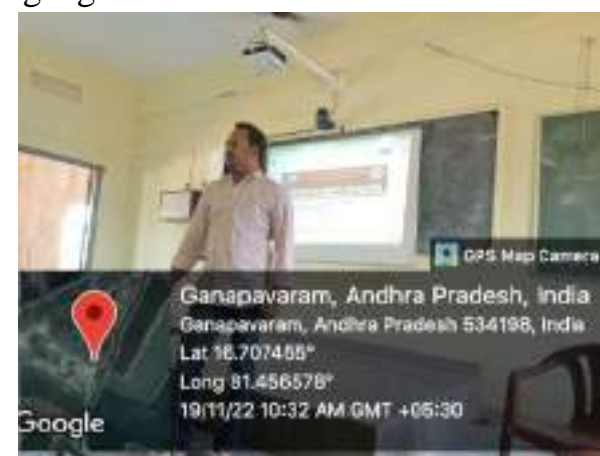 GPS Map Camera
Ganapavaram, Andhra Pradesh, India
Ganapavaram, Andhra Pradesh 534198, India
Lat 16.707455°
Long 81.456578°
19/11/22 10:32 AM GMT +05:30
Google